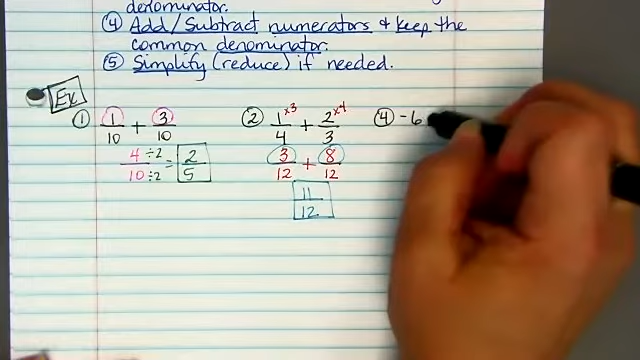 denominator.
④ Add/Subtract numerators & keep the
common denominator.
⑤ Simplify (reduce) if needed.
Ex
① 1/10 + 3/10
4÷2/10÷2 = 2/5
② 1×3/4 + 2×4/3
3/12 + 8/12
11/12
④ -6